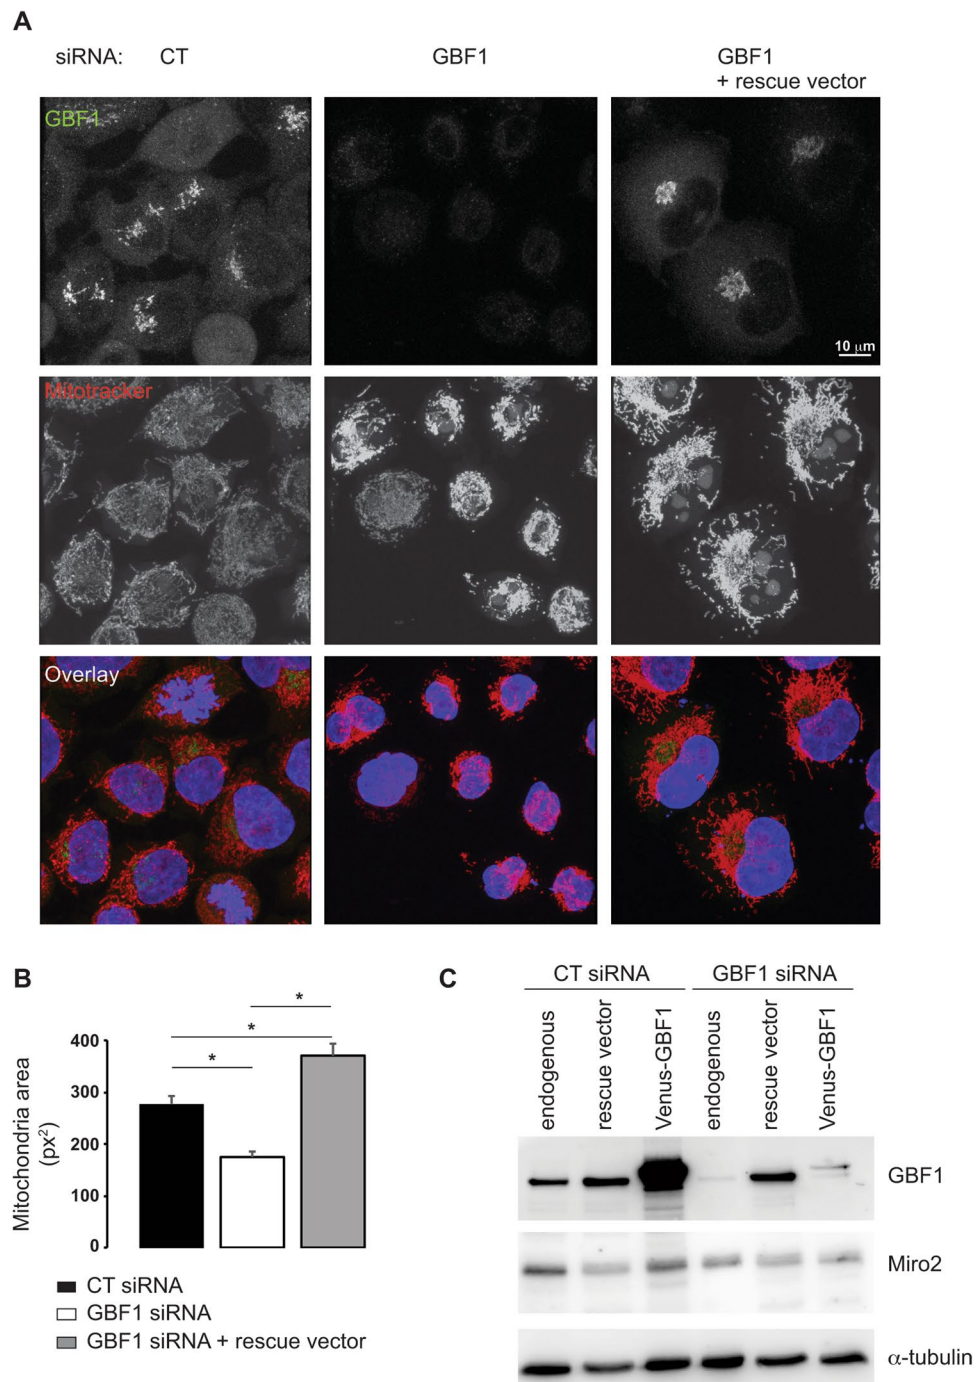 A
siRNA: CT GBF1 GBF1
+ rescue vector
GBF1
10 μm
Mitotracker
Overlay
B
*
*
*
400
300
200
100
0
Mitochondria area
(px²)
CT siRNA
GBF1 siRNA
GBF1 siRNA + rescue vector
C
CT siRNA GBF1 siRNA
endogenous
rescue vector
Venus-GBF1
endogenous
rescue vector
Venus-GBF1
GBF1
Miro2
α-tubulin